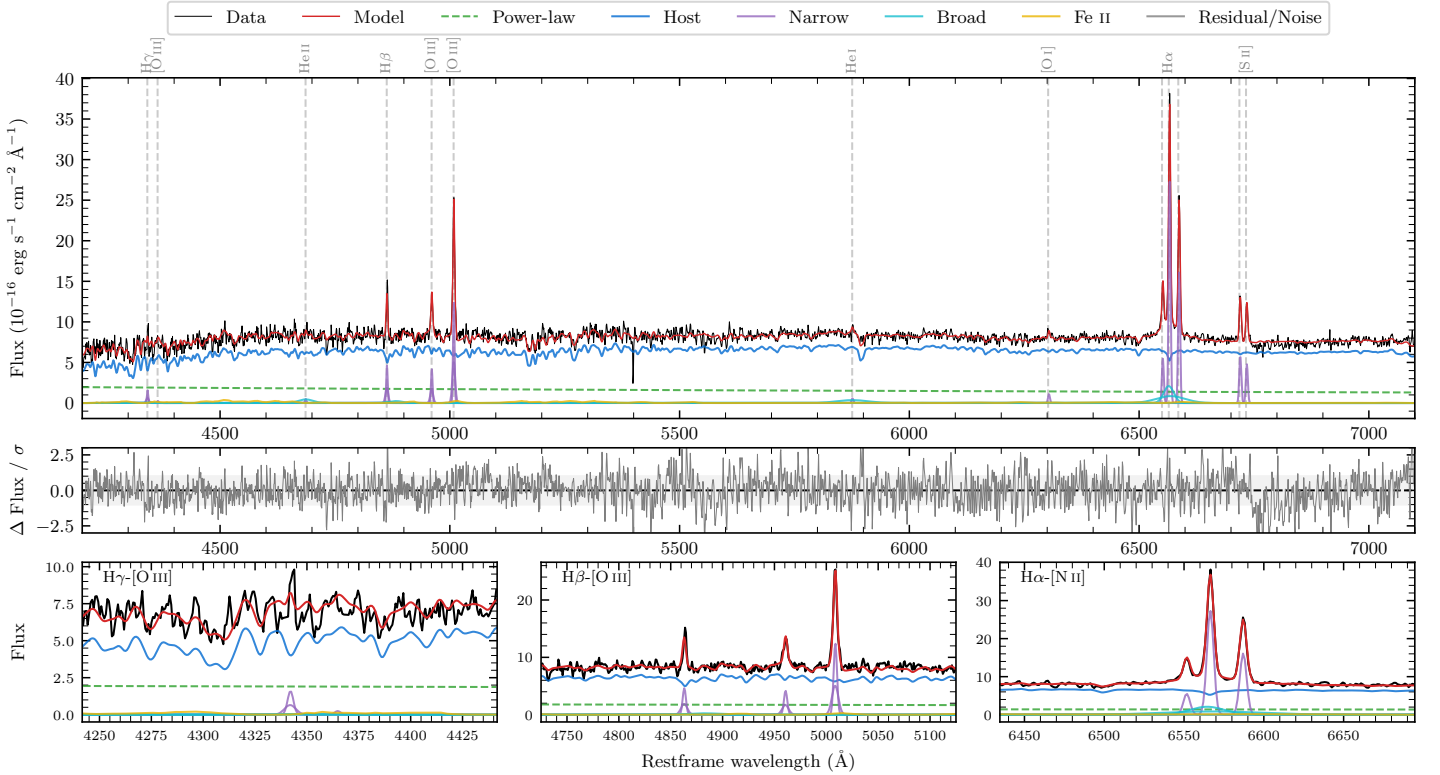 Data Model Power-law Host Narrow Broad Fe II Residual/Noise
Hγ [O III] He II Hβ [O III] [O III] He I [O I] Hα [S II]
Flux (10⁻¹⁶ erg s⁻¹ cm⁻² Å⁻¹)
40
35
30
25
20
15
10
5
0
4500 5000 5500 6000 6500 7000
Δ Flux / σ
2.5
0.0
−2.5
4500 5000 5500 6000 6500 7000
Flux
Hγ-[O III]
10.0
7.5
5.0
2.5
0.0
4250 4275 4300 4325 4350 4375 4400 4425
Hβ-[O III]
20
10
0
4750 4800 4850 4900 4950 5000 5050 5100
Hα-[N II]
40
30
20
10
0
6450 6500 6550 6600 6650
Restframe wavelength (Å)